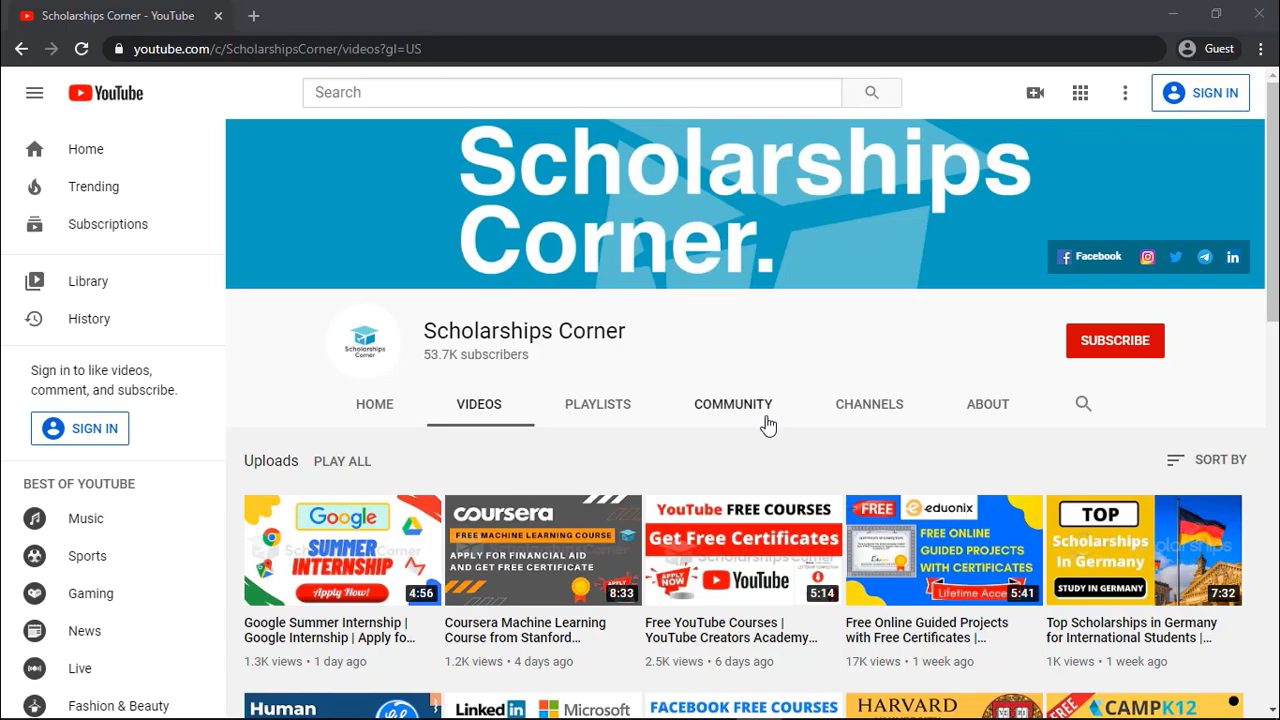 Scholarships Corner - YouTube
youtube.com/c/ScholarshipsCorner/videos?gl=US
Guest
YouTube
Search
SIGN IN
Home
Trending
Subscriptions
Library
History
Sign in to like videos,
comment, and subscribe.
SIGN IN
BEST OF YOUTUBE
Music
Sports
Gaming
News
Live
Fashion & Beauty
Scholarships
Corner.
Facebook
Scholarships
Corner
Scholarships Corner
53.7K subscribers
SUBSCRIBE
HOME
VIDEOS
PLAYLISTS
COMMUNITY
CHANNELS
ABOUT
Uploads
PLAY ALL
SORT BY
Google
SUMMER
INTERNSHIP
Apply Now!
4:56
Google Summer Internship |
Google Internship | Apply fo...
1.3K views • 1 day ago
coursera
FREE MACHINE LEARNING COURSE
APPLY FOR FINANCIAL AID
AND GET FREE CERTIFICATE
8:33
Coursera Machine Learning
Course from Stanford...
1.2K views • 4 days ago
YouTube FREE COURSES
Get Free Certificates
APPLY NOW
YouTube
5:14
Free YouTube Courses |
YouTube Creators Academy...
2.5K views • 6 days ago
FREE
eduonix
FREE ONLINE
GUIDED PROJECTS
WITH CERTIFICATES
Lifetime Acce
5:41
Free Online Guided Projects
with Free Certificates |...
17K views • 1 week ago
TOP
Scholarships
In Germany
STUDY IN GERMANY
7:32
Top Scholarships in Germany
for International Students |...
1K views • 1 week ago
Human
LinkedIn
Microsoft
FACEBOOK FREE COURSES
HARVARD
FREE
CAMPK12